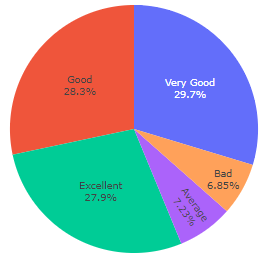 Good
28.3%
Very Good
29.7%
Bad
6.85%
Average
7.23%
Excellent
27.9%